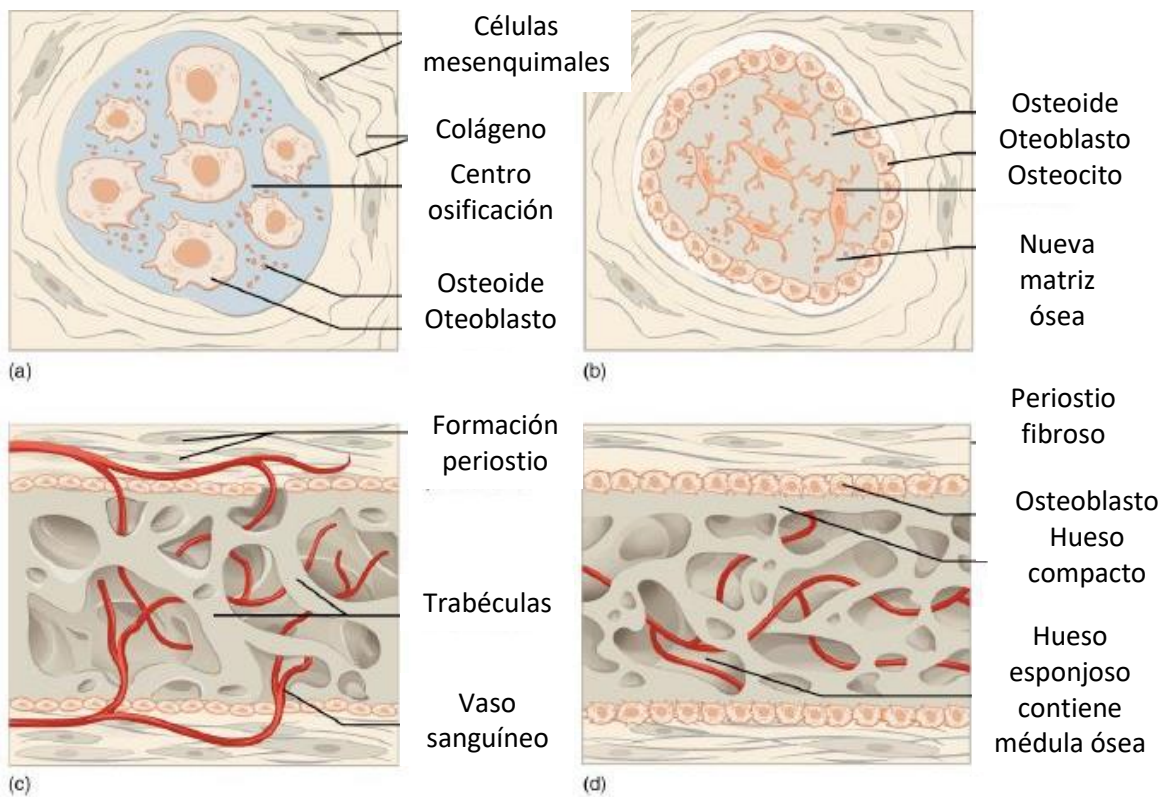 Células
mesenquimales
Colágeno
Centro
osificación
Osteoide
Oteoblasto
(a)
Osteoide
Oteoblasto
Osteocito
Nueva
matriz
ósea
(b)
Formación
periostio
Trabéculas
Vaso
sanguíneo
(c)
Periostio
fibroso
Osteoblasto
Hueso
compacto
Hueso
esponjoso
contiene
médula ósea
(d)